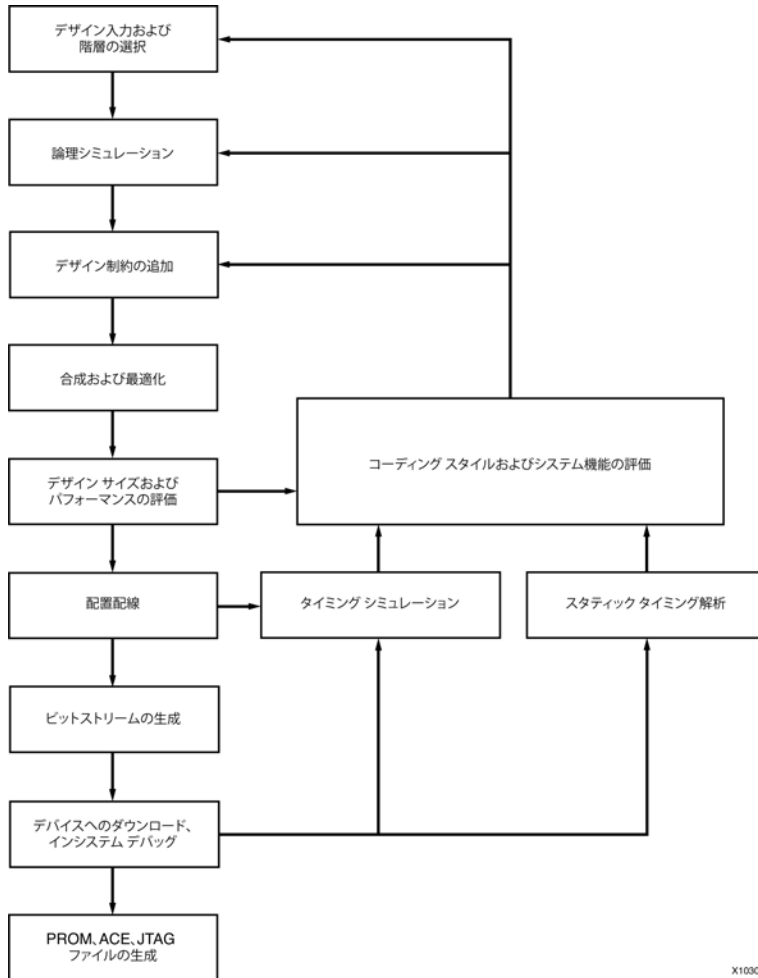 デザイン入力および
階層の選択
論理シミュレーション
デザイン制約の追加
合成および最適化
デザイン サイズおよび
パフォーマンスの評価
コーディング スタイルおよびシステム機能の評価
配置配線
タイミング シミュレーション
スタティック タイミング解析
ビットストリームの生成
デバイスへのダウンロード、
インシステム デバッグ
PROM、ACE、JTAG
ファイルの生成